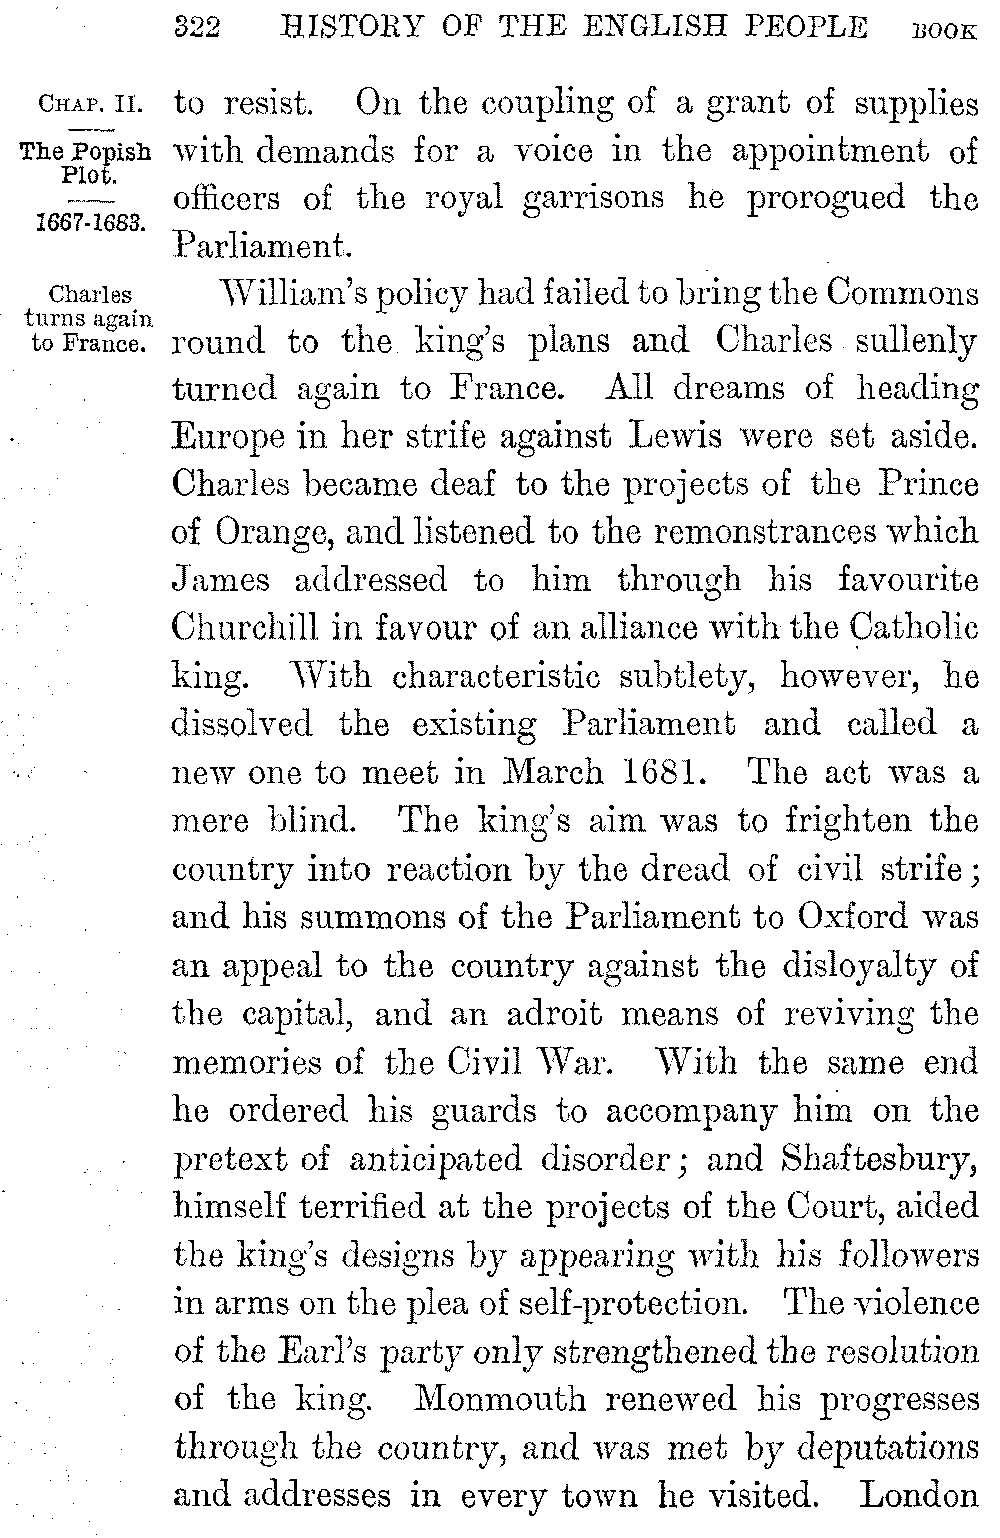 322 HISTORY OF THE ENGLISH PEOPLE BOOK
CHAP. II.
The Popish
Plot.
1667-1683.
to resist. On the coupling of a grant of supplies
with demands for a voice in the appointment of
officers of the royal garrisons he prorogued the
Parliament.
Charles
turns again
to France.
William's policy had failed to bring the Commons
round to the king's plans and Charles sullenly
turned again to France. All dreams of heading
Europe in her strife against Lewis were set aside.
Charles became deaf to the projects of the Prince
of Orange, and listened to the remonstrances which
James addressed to him through his favourite
Churchill in favour of an alliance with the Catholic
king. With characteristic subtlety, however, he
dissolved the existing Parliament and called a
new one to meet in March 1681. The act was a
mere blind. The king's aim was to frighten the
country into reaction by the dread of civil strife;
and his summons of the Parliament to Oxford was
an appeal to the country against the disloyalty of
the capital, and an adroit means of reviving the
memories of the Civil War. With the same end
he ordered his guards to accompany him on the
pretext of anticipated disorder; and Shaftesbury,
himself terrified at the projects of the Court, aided
the king's designs by appearing with his followers
in arms on the plea of self-protection. The violence
of the Earl's party only strengthened the resolution
of the king. Monmouth renewed his progresses
through the country, and was met by deputations
and addresses in every town he visited. London